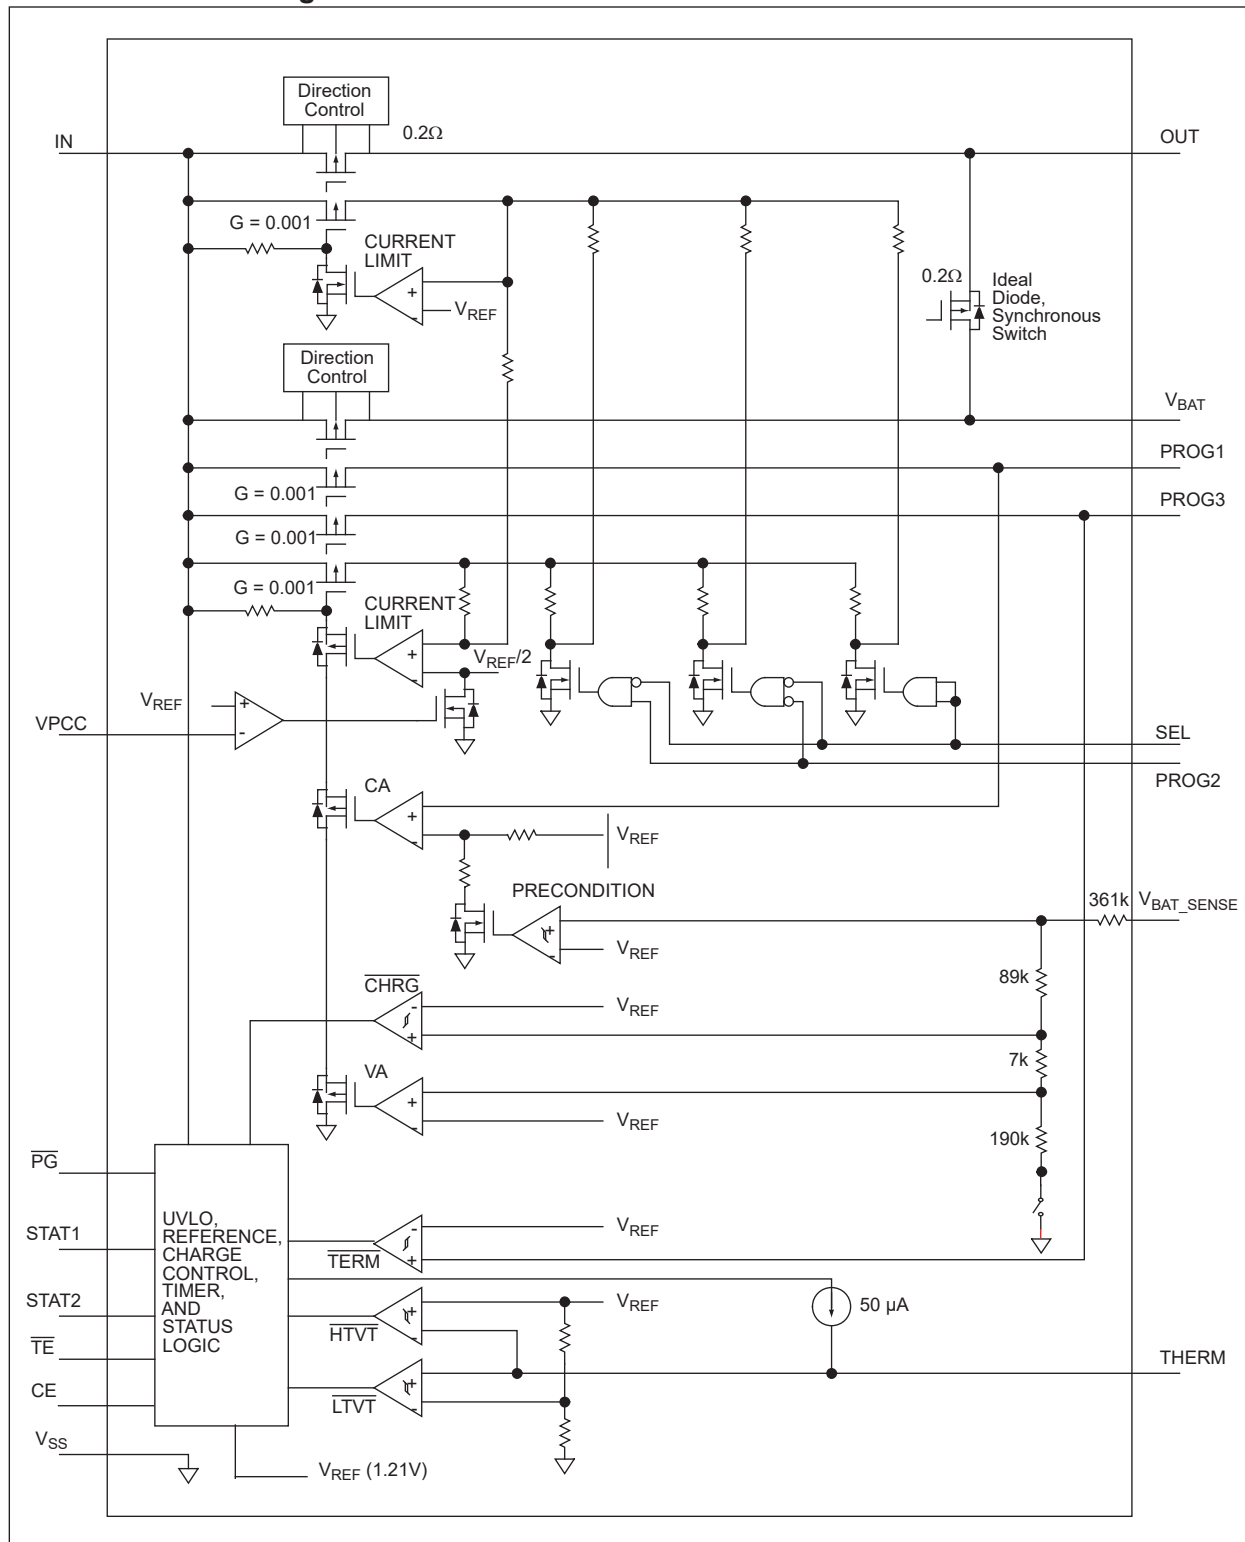 Direction
Control
0.2Ω
IN
OUT
G = 0.001
CURRENT
LIMIT
+
-
VREF
0.2Ω
Ideal
Diode,
Synchronous
Switch
Direction
Control
VBAT
PROG1
G = 0.001
PROG3
G = 0.001
G = 0.001
CURRENT
LIMIT
+
-
VREF/2
VREF
+
-
VPCC
SEL
PROG2
CA
+
-
VREF
PRECONDITION
+
-
VREF
361k
VBAT_SENSE
89k
CHRG
-
+
VREF
7k
VA
+
-
VREF
190k
PG
STAT1
STAT2
TE
CE
VSS
UVLO,
REFERENCE,
CHARGE
CONTROL,
TIMER,
AND
STATUS
LOGIC
-
+
VREF
TERM
+
-
VREF
HTVT
50 µA
+
-
LTVT
THERM
VREF (1.21V)